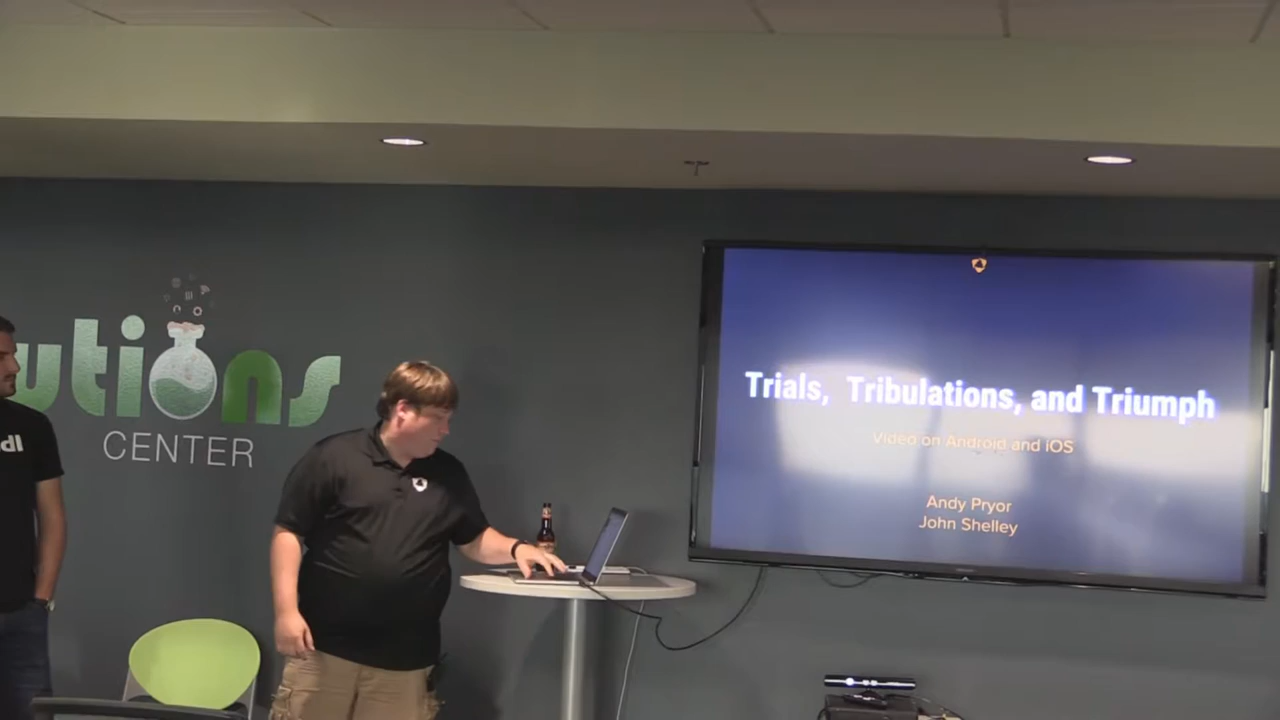 utions
CENTER
dl
Trials, Tribulations, and Triumph
Video on Android and iOS
Andy Pryor
John Shelley